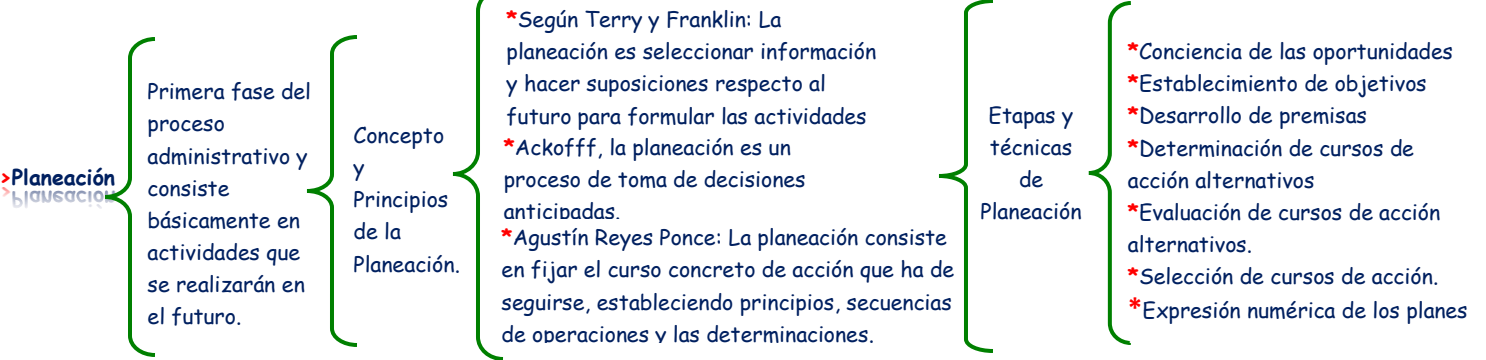 >Planeación
Primera fase del
proceso
administrativo y
consiste
básicamente en
actividades que
se realizarán en
el futuro.
Concepto
y
Principios
de la
Planeación.
*Según Terry y Franklin: La
planeación es seleccionar información
y hacer suposiciones respecto al
futuro para formular las actividades
*Ackofff, la planeación es un
proceso de toma de decisiones
anticipadas.
*Agustín Reyes Ponce: La planeación consiste
en fijar el curso concreto de acción que ha de
seguirse, estableciendo principios, secuencias
de operaciones y las determinaciones.
Etapas y
técnicas
de
Planeación
*Conciencia de las oportunidades
*Establecimiento de objetivos
*Desarrollo de premisas
*Determinación de cursos de
acción alternativos
*Evaluación de cursos de acción
alternativos.
*Selección de cursos de acción.
*Expresión numérica de los planes